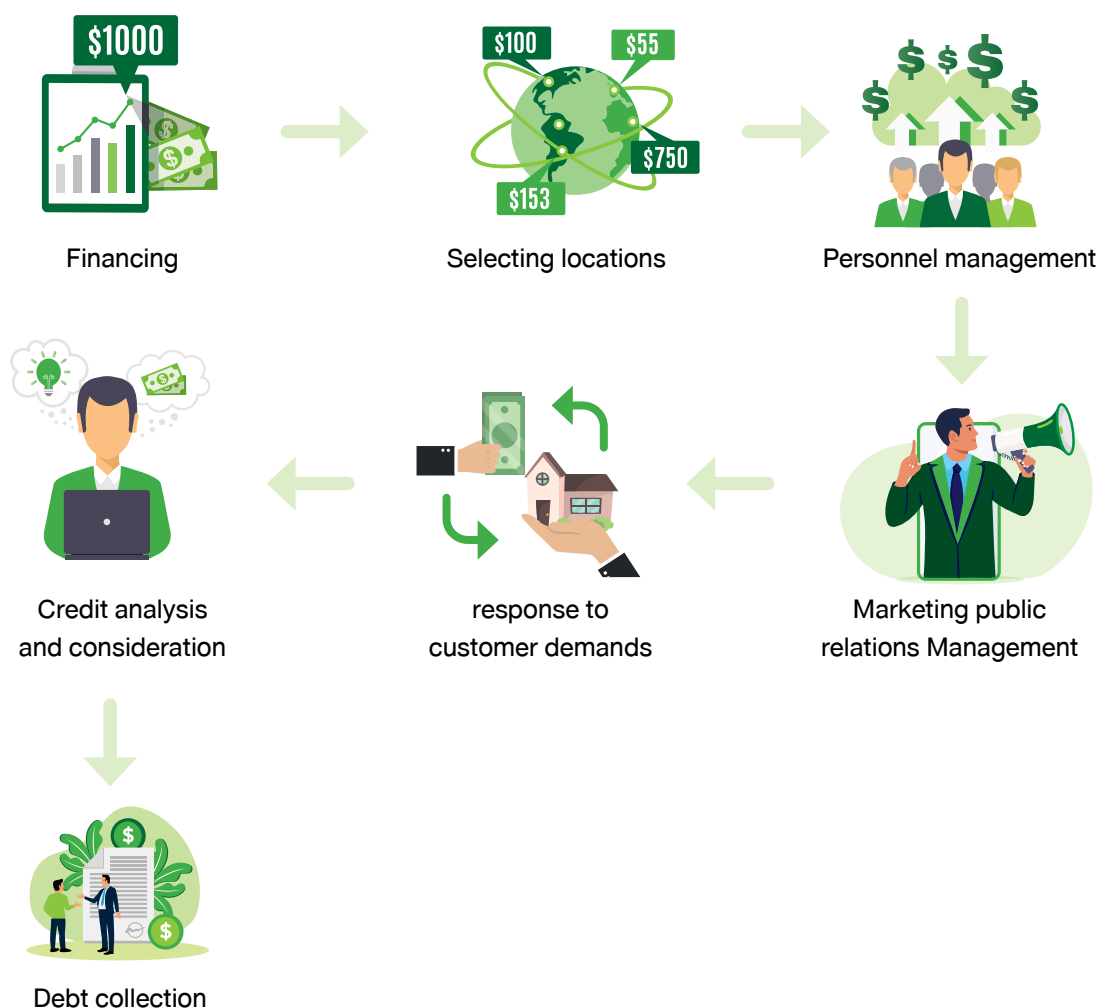 $1000
$100
$55
$750
$153
Financing
Selecting locations
Personnel management
Marketing public
relations Management
response to
customer demands
Credit analysis
and consideration
Debt collection